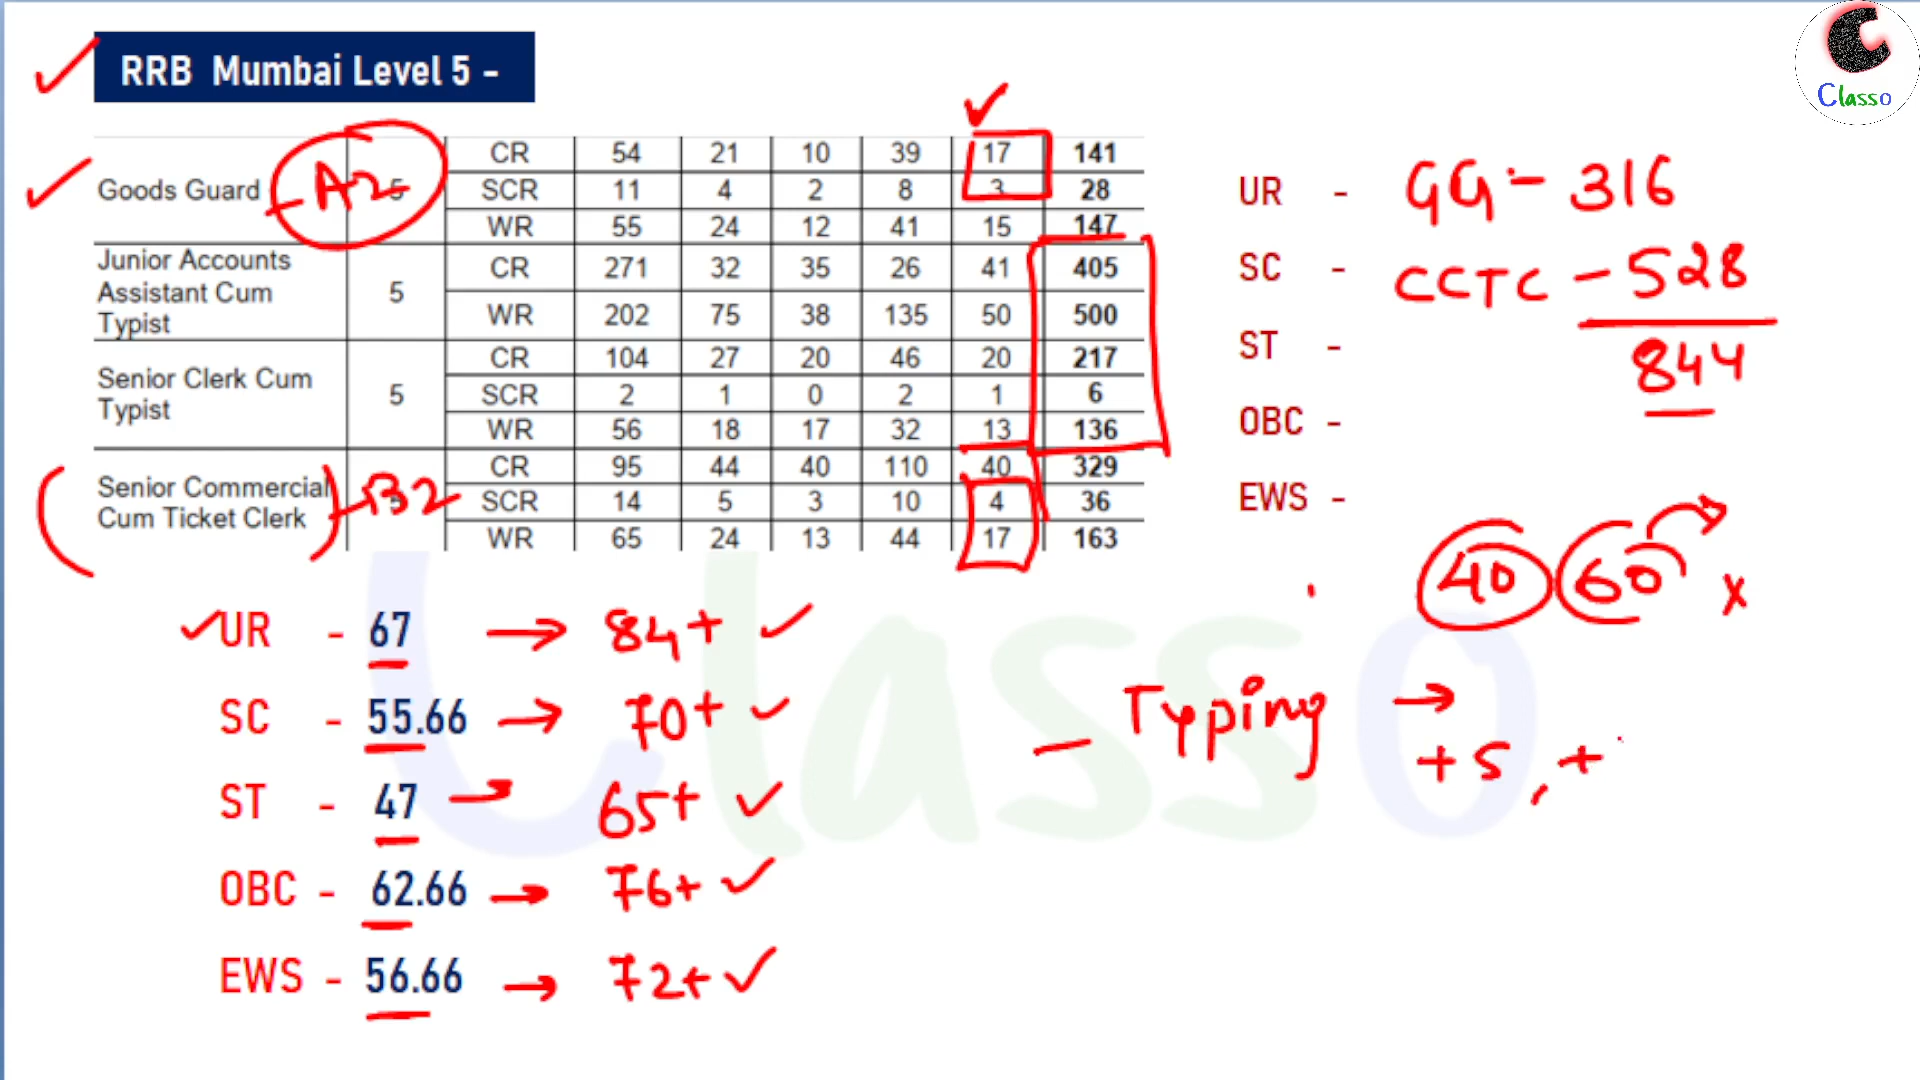 RRB Mumbai Level 5 -
Classo
Goods Guard - A2 5 CR 54 21 10 39 17 141
SCR 11 4 2 8 3 28
WR 55 24 12 41 15 147
Junior Accounts Assistant Cum Typist 5 CR 271 32 35 26 41 405
WR 202 75 38 135 50 500
Senior Clerk Cum Typist 5 CR 104 27 20 46 20 217
SCR 2 1 0 2 1 6
WR 56 18 17 32 13 136
Senior Commercial Cum Ticket Clerk - B2 CR 95 44 40 110 40 329
SCR 14 5 3 10 4 36
WR 65 24 13 44 17 163
UR - GG - 316
SC - CCTC - 528
ST - 844
OBC -
EWS -
40 60 x
UR - 67 → 84+
SC - 55.66 → 70+
ST - 47 → 65+
OBC - 62.66 → 76+
EWS - 56.66 → 72+
- Typing →
+5, +
Classo